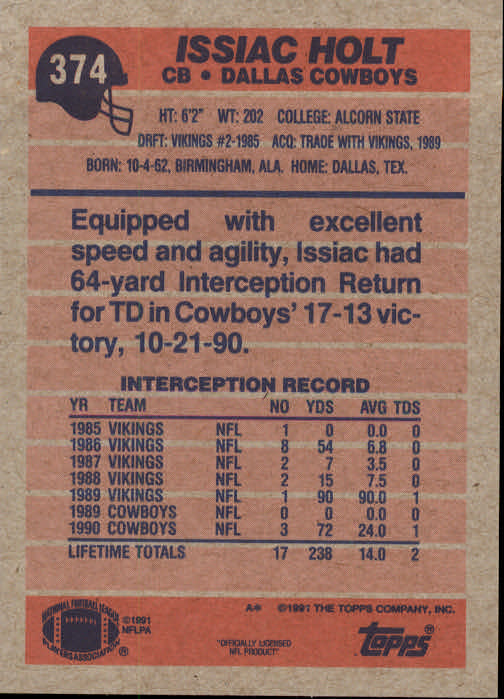 374
ISSIAC HOLT
CB • DALLAS COWBOYS
HT: 6'2" WT: 202 COLLEGE: ALCORN STATE
DRFT: VIKINGS #2-1985 ACQ: TRADE WITH VIKINGS, 1989
BORN: 10-4-62, BIRMINGHAM, ALA. HOME: DALLAS, TEX.
Equipped with excellent
speed and agility, Issiac had
64-yard Interception Return
for TD in Cowboys' 17-13 vic-
tory, 10-21-90.
INTERCEPTION RECORD
YR TEAM NO YDS AVG TDS
1985 VIKINGS NFL 1 0 0.0 0
1986 VIKINGS NFL 8 54 6.8 0
1987 VIKINGS NFL 2 7 3.5 0
1988 VIKINGS NFL 2 15 7.5 0
1989 VIKINGS NFL 1 90 90.0 1
1989 COWBOYS NFL 0 0 0.0 0
1990 COWBOYS NFL 3 72 24.0 1
LIFETIME TOTALS 17 238 14.0 2
NATIONAL FOOTBALL LEAGUE
PLAYERS ASSOCIATION ®
©1991
NFLPA
A* ©1991 THE TOPPS COMPANY, INC.
"OFFICIALLY LICENSED
NFL PRODUCT"
topps®